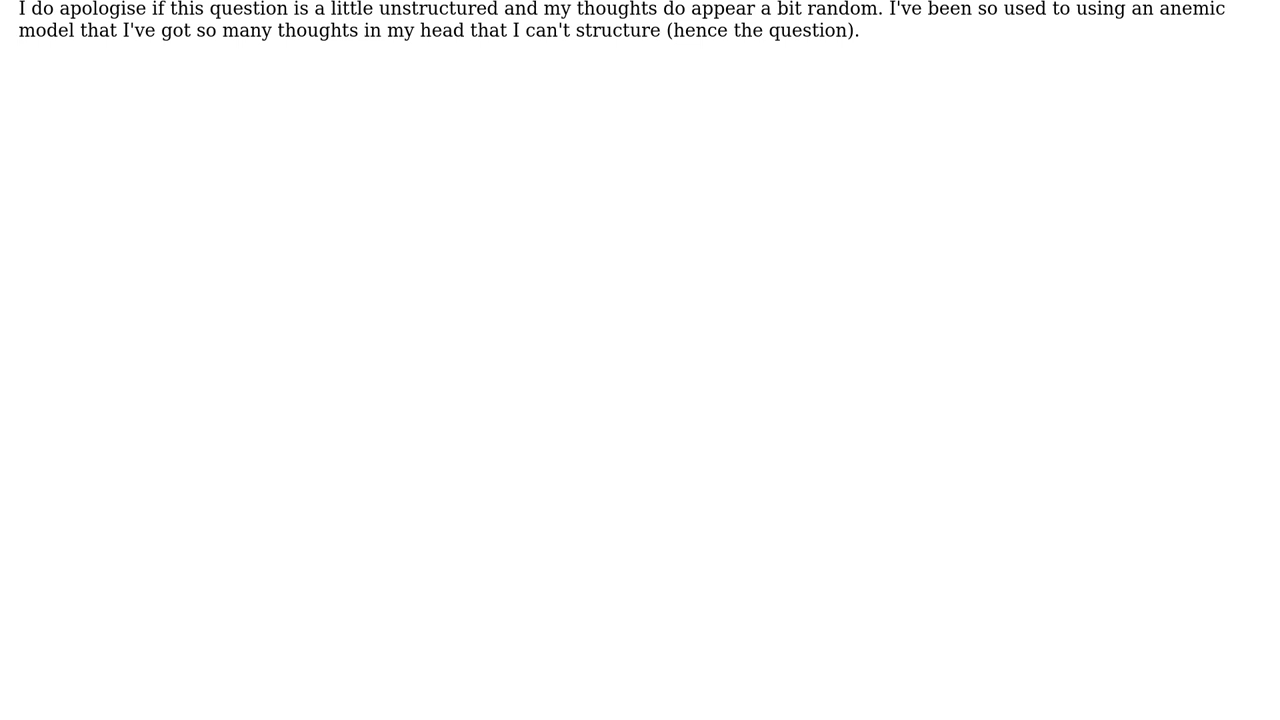 I do apologise if this question is a little unstructured and my thoughts do appear a bit random. I've been so used to using an anemic
model that I've got so many thoughts in my head that I can't structure (hence the question).